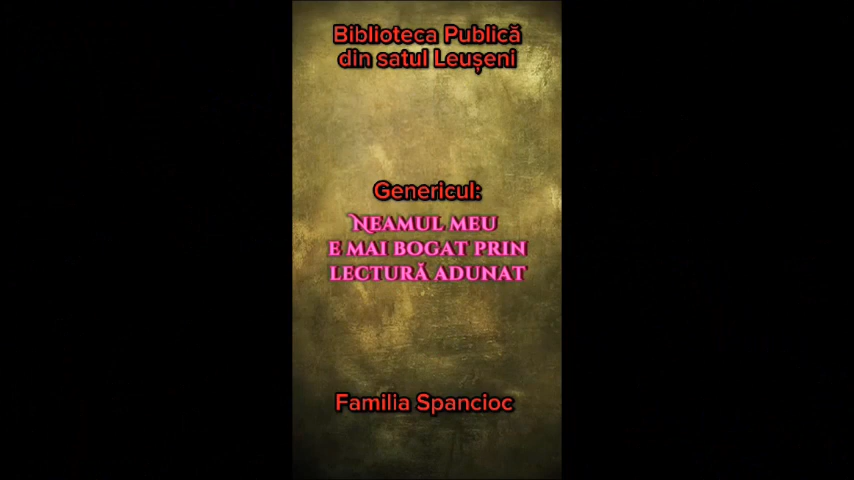 Biblioteca Publică
din satul Leușeni
Genericul:
Neamul meu
e mai bogat prin
lectură adunat
Familia Spancioc